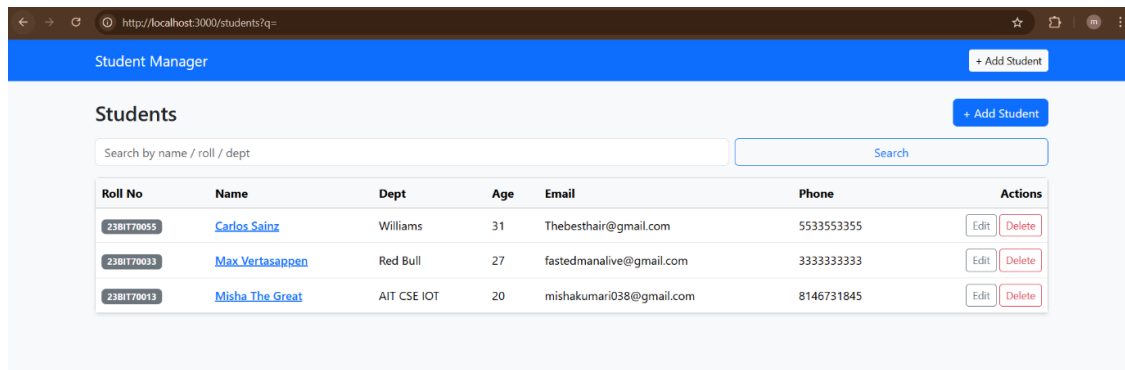 http://localhost:3000/students?q=
m
Student Manager
+ Add Student
Students
+ Add Student
Search by name / roll / dept
Search
Roll No Name Dept Age Email Phone Actions
23BIT70055 Carlos Sainz Williams 31 Thebesthair@gmail.com 5533553355 Edit Delete
23BIT70033 Max Vertasappen Red Bull 27 fastedmanalive@gmail.com 3333333333 Edit Delete
23BIT70013 Misha The Great AIT CSE IOT 20 mishakumari038@gmail.com 8146731845 Edit Delete